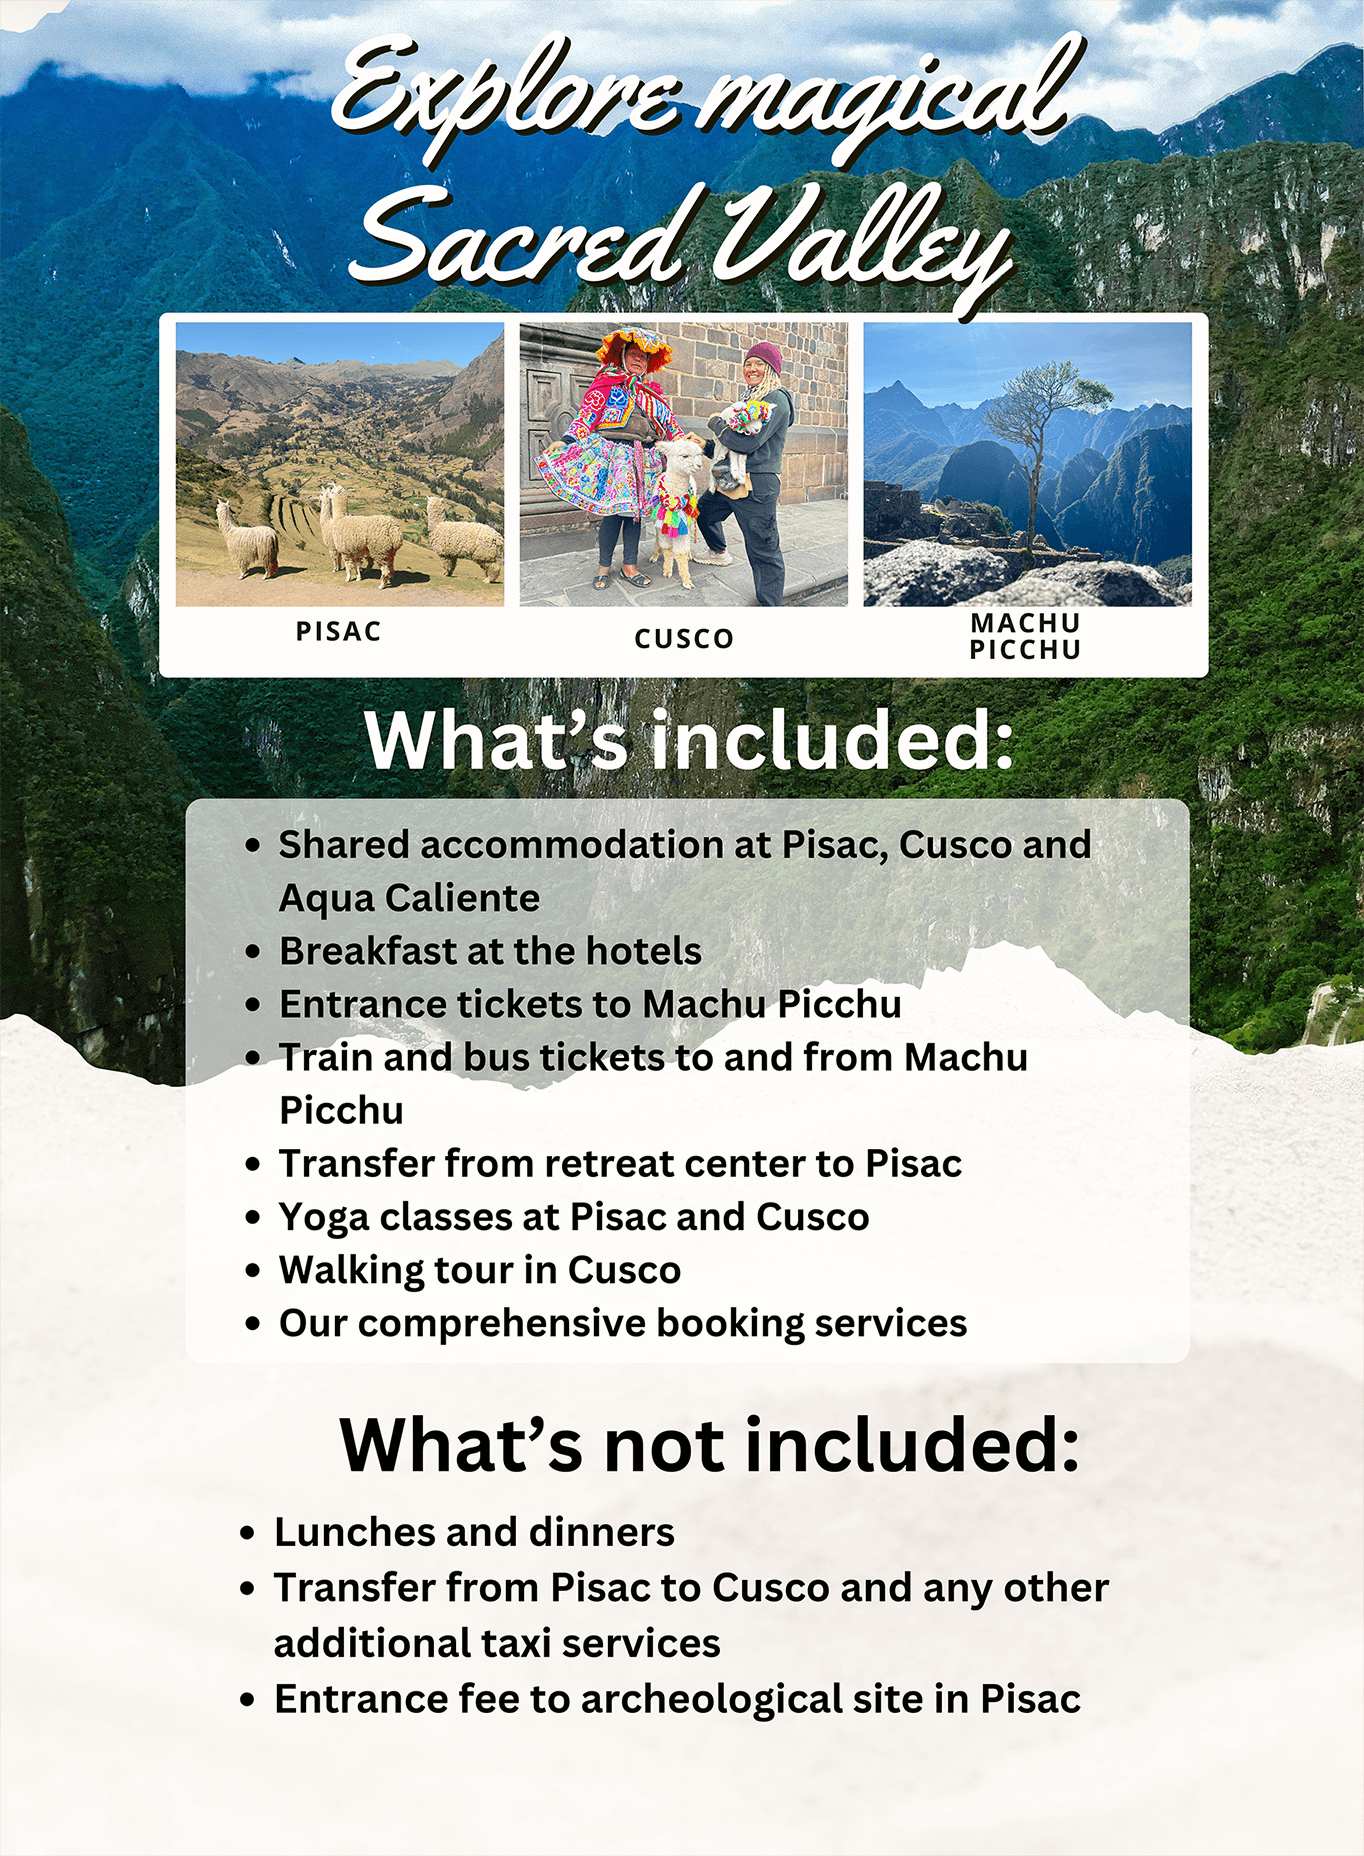 Explore magical
Sacred Valley
PISAC
CUSCO
MACHU
PICCHU
What’s included:
• Shared accommodation at Pisac, Cusco and
Aqua Caliente
• Breakfast at the hotels
• Entrance tickets to Machu Picchu
• Train and bus tickets to and from Machu
Picchu
• Transfer from retreat center to Pisac
• Yoga classes at Pisac and Cusco
• Walking tour in Cusco
• Our comprehensive booking services
What’s not included:
• Lunches and dinners
• Transfer from Pisac to Cusco and any other
additional taxi services
• Entrance fee to archeological site in Pisac